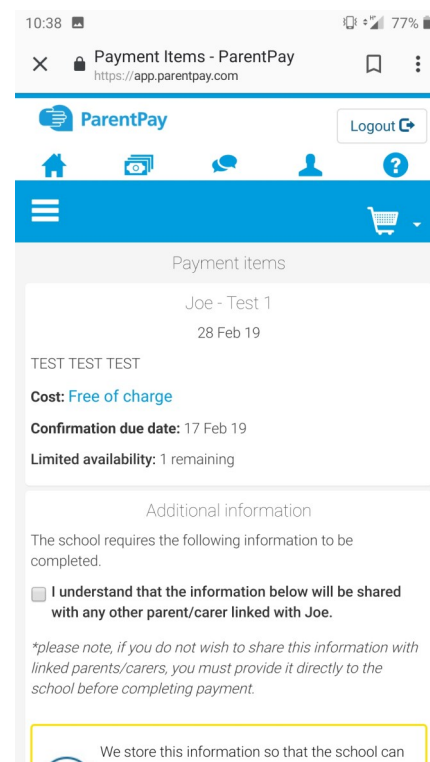 10:38 77%
Payment Items - ParentPay
https://app.parentpay.com
ParentPay
Logout
Payment items
Joe - Test 1
28 Feb 19
TEST TEST TEST
Cost: Free of charge
Confirmation due date: 17 Feb 19
Limited availability: 1 remaining
Additional information
The school requires the following information to be
completed.
I understand that the information below will be shared
with any other parent/carer linked with Joe.
*please note, if you do not wish to share this information with
linked parents/carers, you must provide it directly to the
school before completing payment.
We store this information so that the school can